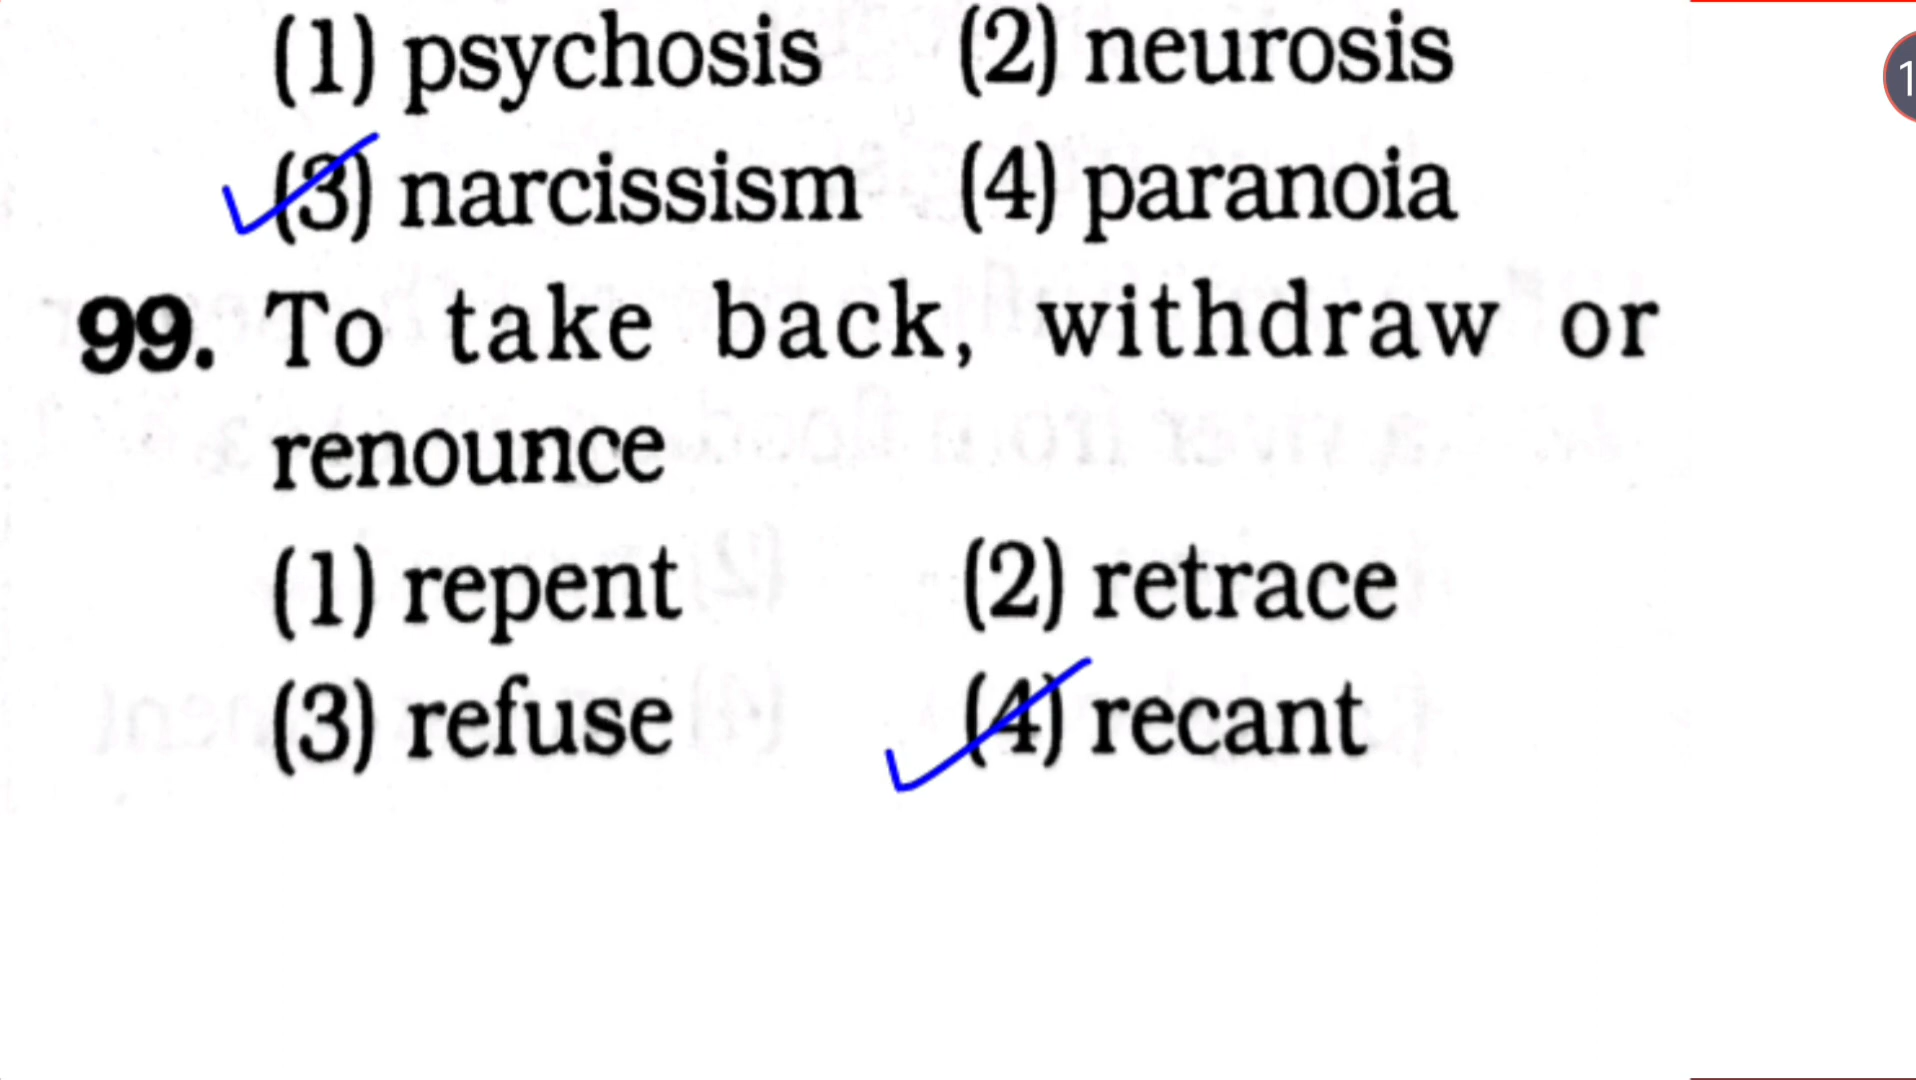 (1) psychosis (2) neurosis
(3) narcissism (4) paranoia
99. To take back, withdraw or
renounce
(1) repent (2) retrace
(3) refuse (4) recant